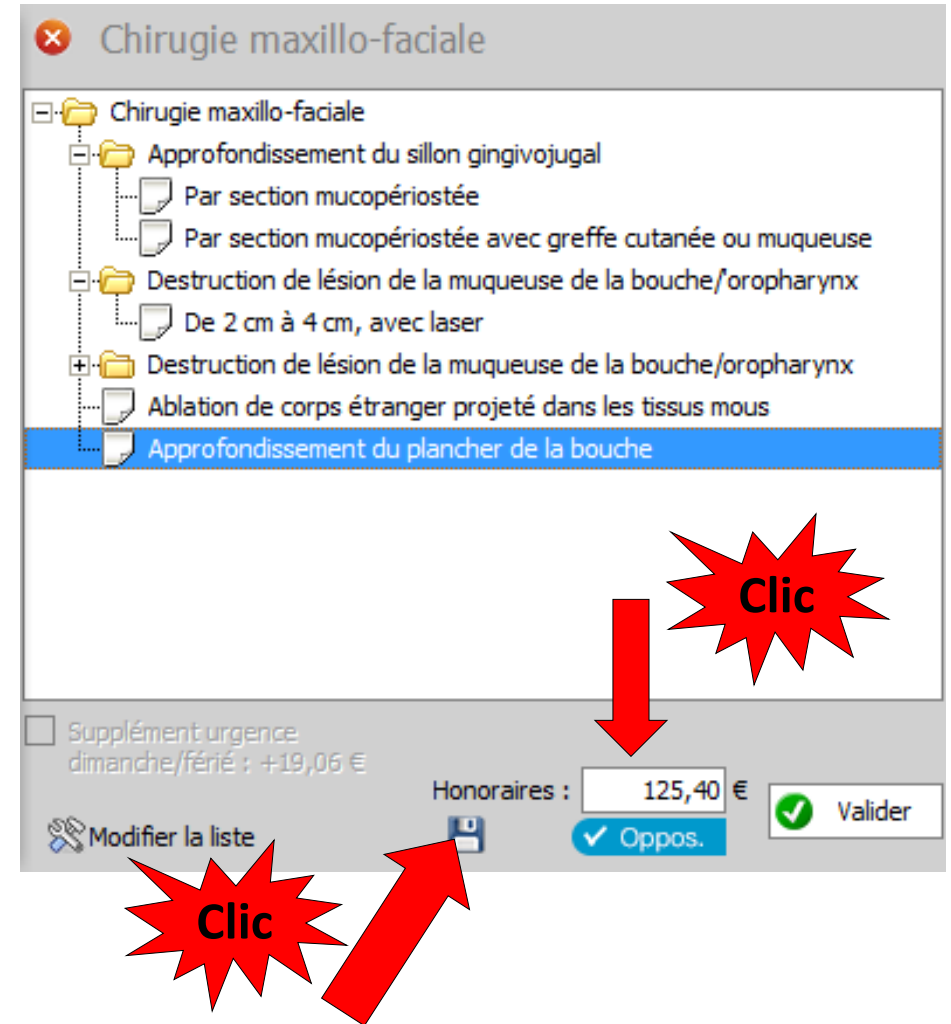 Chirugie maxillo-faciale
Chirugie maxillo-faciale
Approfondissement du sillon gingivojugal
Par section mucopériostée
Par section mucopériostée avec greffe cutanée ou muqueuse
Destruction de lésion de la muqueuse de la bouche/'oropharynx
De 2 cm à 4 cm, avec laser
Destruction de lésion de la muqueuse de la bouche/oropharynx
Ablation de corps étranger projeté dans les tissus mous
Approfondissement du plancher de la bouche
Clic
Supplément urgence
dimanche/férié : +19,06 €
Honoraires : 125,40 €
Valider
Modifier la liste
Oppos.
Clic